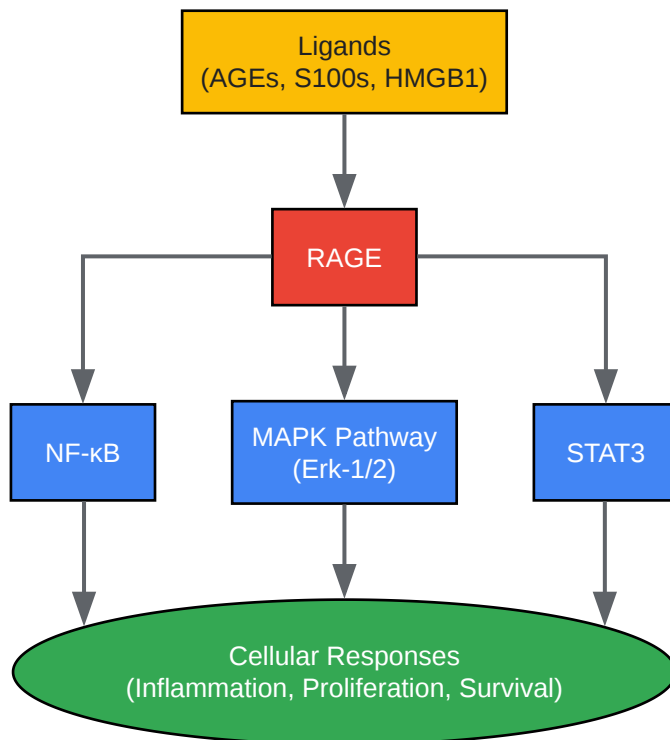 Ligands
(AGEs, S100s, HMGB1)
RAGE
NF-κB
MAPK Pathway
(Erk-1/2)
STAT3
Cellular Responses
(Inflammation, Proliferation, Survival)